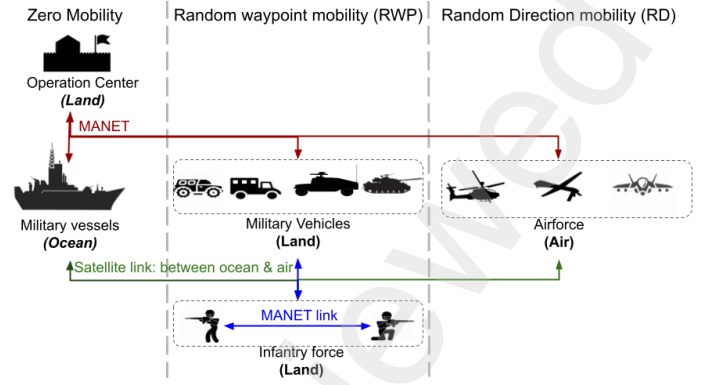 Zero Mobility
Random waypoint mobility (RWP)
Random Direction mobility (RD)
Operation Center
(Land)
MANET
Military vessels
(Ocean)
Military Vehicles
(Land)
Airforce
(Air)
Satellite link: between ocean & air
MANET link
Infantry force
(Land)